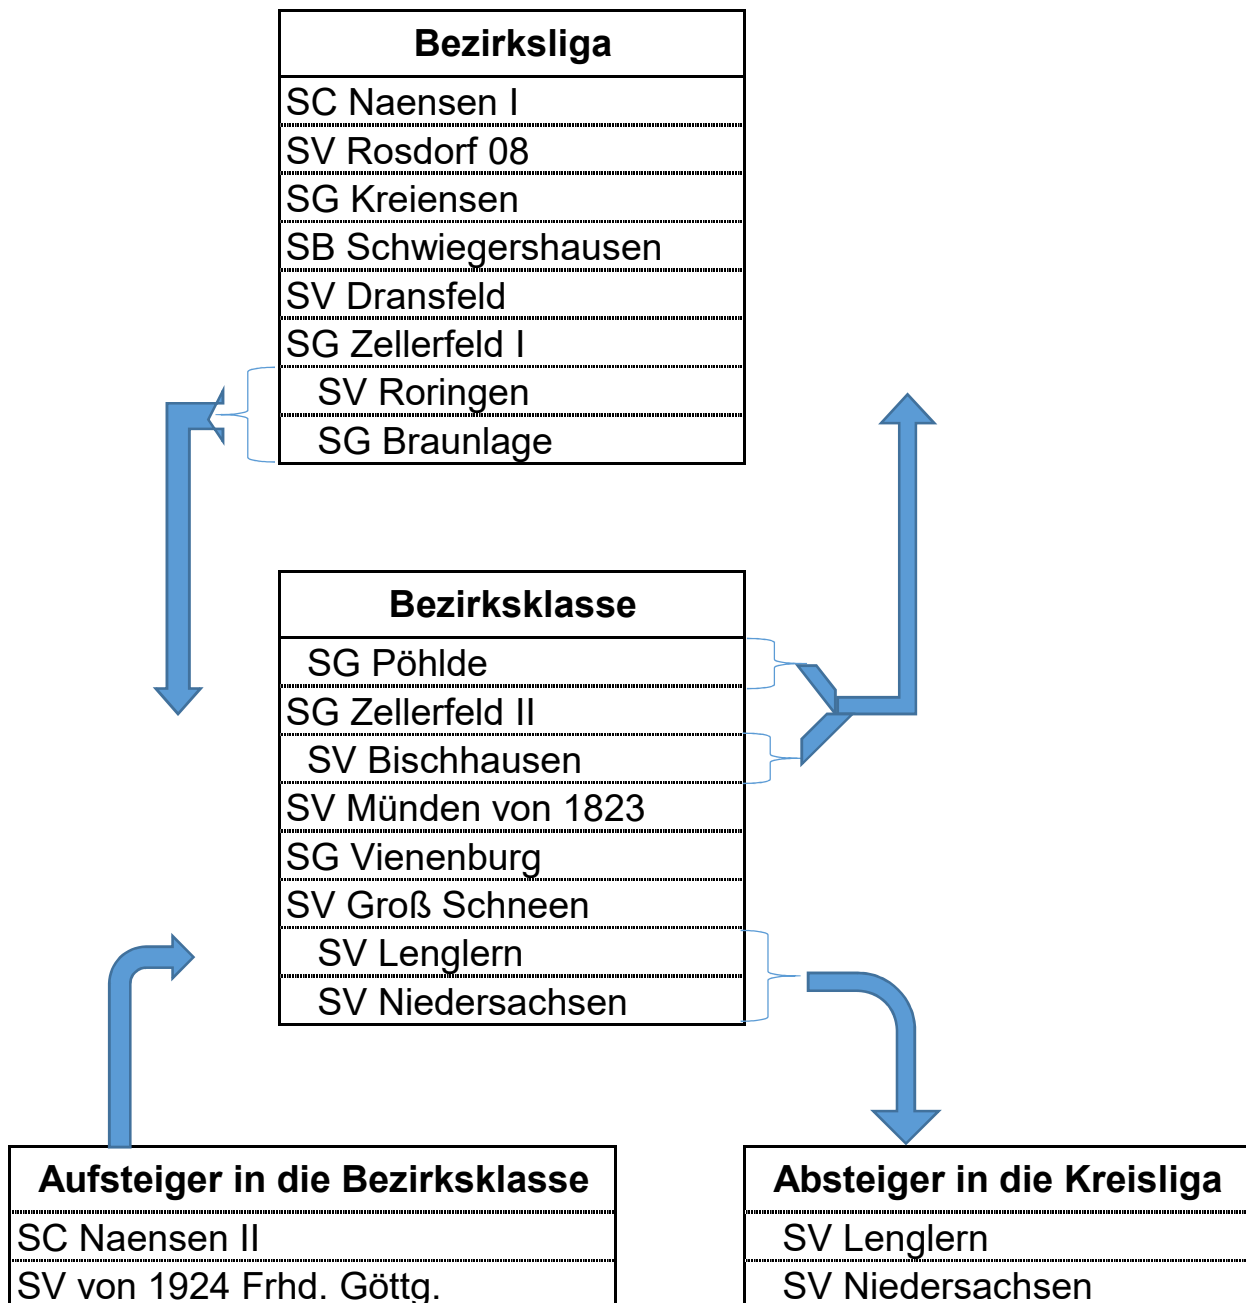 Bezirksliga
SC Naensen I
SV Rosdorf 08
SG Kreiensen
SB Schwiegershausen
SV Dransfeld
SG Zellerfeld I
SV Roringen
SG Braunlage
Bezirksklasse
SG Pöhlde
SG Zellerfeld II
SV Bischhausen
SV Münden von 1823
SG Vienenburg
SV Groß Schneen
SV Lenglern
SV Niedersachsen
Aufsteiger in die Bezirksklasse
SC Naensen II
SV von 1924 Frhd. Göttg.
Absteiger in die Kreisliga
SV Lenglern
SV Niedersachsen